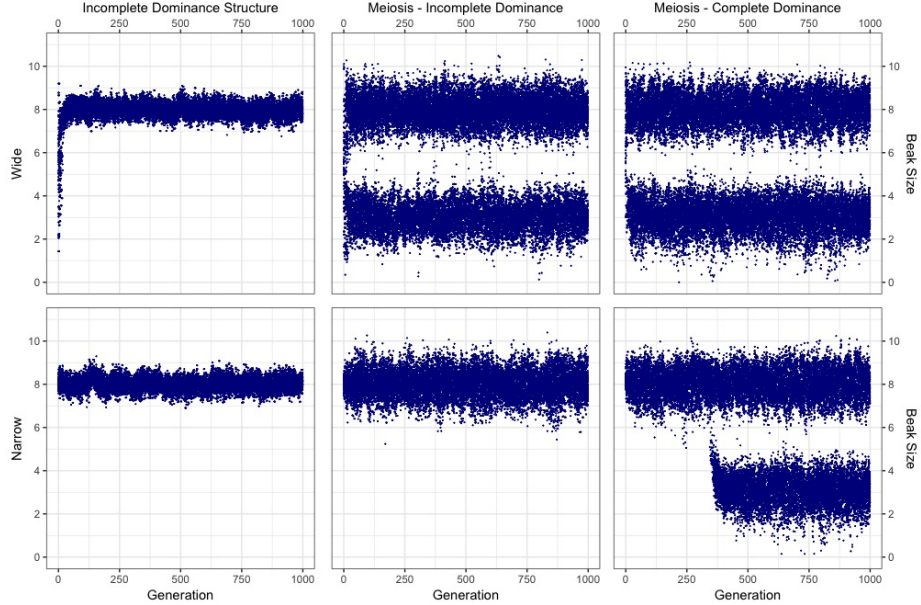 Incomplete Dominance Structure
Meiosis - Incomplete Dominance
Meiosis - Complete Dominance
0 250 500 750 1000
0 250 500 750 1000
0 250 500 750 1000
Wide
10
8
6
4
2
0
10
8
6
4
2
0
Beak Size
Narrow
10
8
6
4
2
0
10
8
6
4
2
0
Beak Size
0 250 500 750 1000
0 250 500 750 1000
0 250 500 750 1000
Generation
Generation
Generation